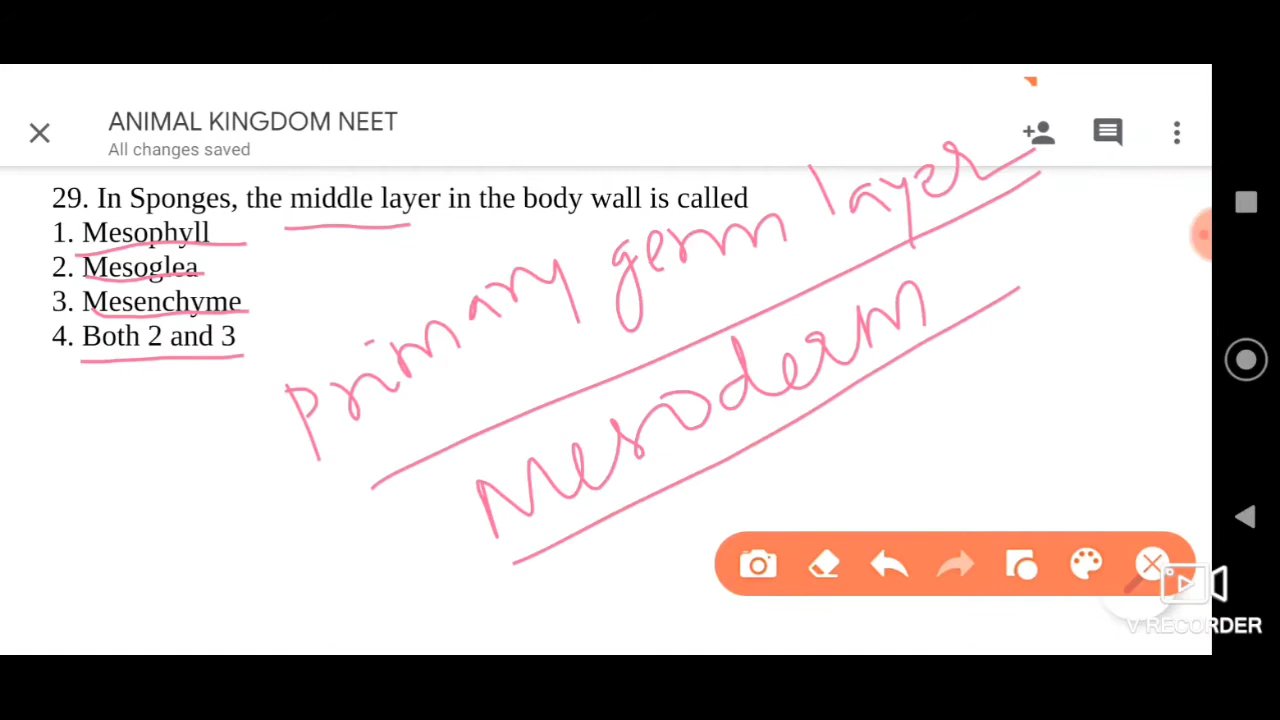 ANIMAL KINGDOM NEET
All changes saved
29. In Sponges, the middle layer in the body wall is called
1. Mesophyll
2. Mesoglea
3. Mesenchyme
4. Both 2 and 3
Primary germ layer
Mesoderm
V RECORDER